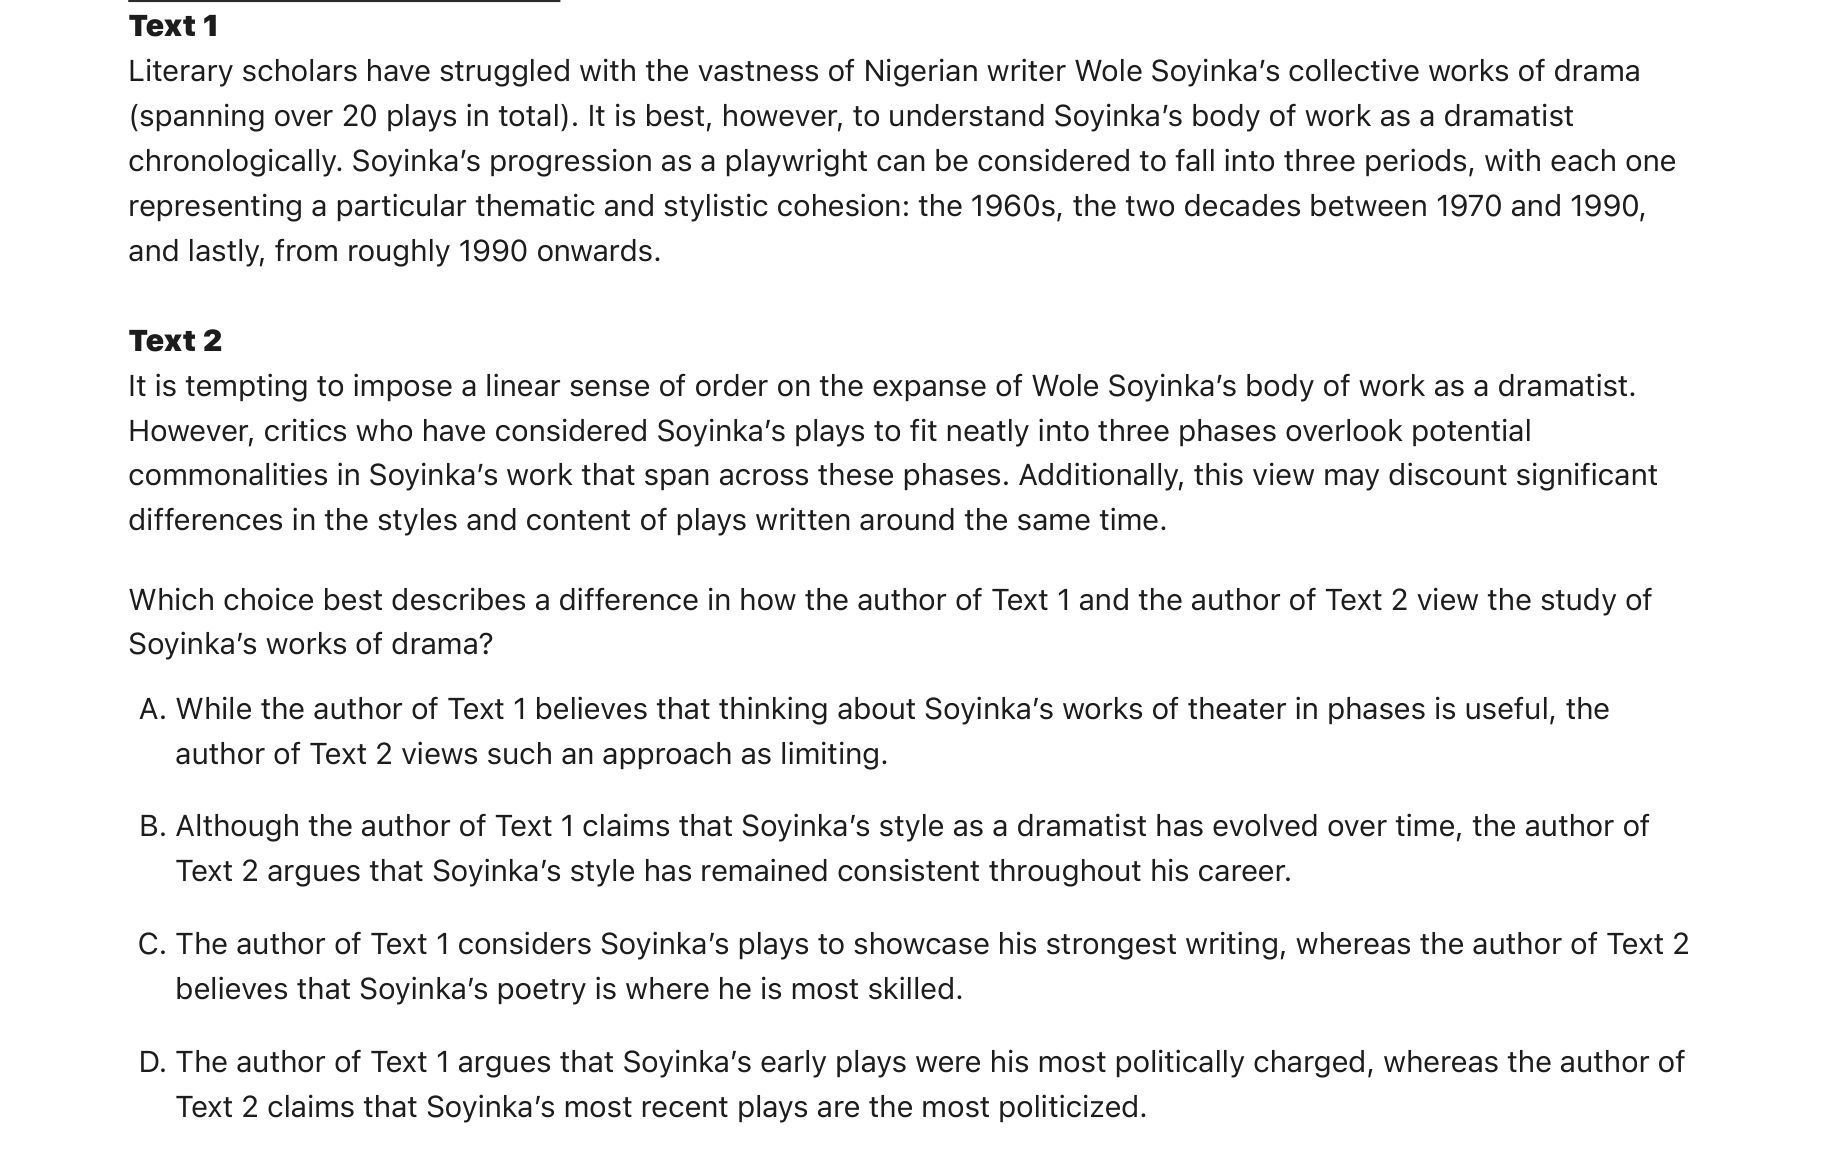 Text 1
Literary scholars have struggled with the vastness of Nigerian writer Wole Soyinka’s collective works of drama
(spanning over 20 plays in total). It is best, however, to understand Soyinka’s body of work as a dramatist
chronologically. Soyinka’s progression as a playwright can be considered to fall into three periods, with each one
representing a particular thematic and stylistic cohesion: the 1960s, the two decades between 1970 and 1990,
and lastly, from roughly 1990 onwards.
Text 2
It is tempting to impose a linear sense of order on the expanse of Wole Soyinka’s body of work as a dramatist.
However, critics who have considered Soyinka’s plays to fit neatly into three phases overlook potential
commonalities in Soyinka’s work that span across these phases. Additionally, this view may discount significant
differences in the styles and content of plays written around the same time.
Which choice best describes a difference in how the author of Text 1 and the author of Text 2 view the study of
Soyinka’s works of drama?
A. While the author of Text 1 believes that thinking about Soyinka’s works of theater in phases is useful, the
author of Text 2 views such an approach as limiting.
B. Although the author of Text 1 claims that Soyinka’s style as a dramatist has evolved over time, the author of
Text 2 argues that Soyinka’s style has remained consistent throughout his career.
C. The author of Text 1 considers Soyinka’s plays to showcase his strongest writing, whereas the author of Text 2
believes that Soyinka’s poetry is where he is most skilled.
D. The author of Text 1 argues that Soyinka’s early plays were his most politically charged, whereas the author of
Text 2 claims that Soyinka’s most recent plays are the most politicized.